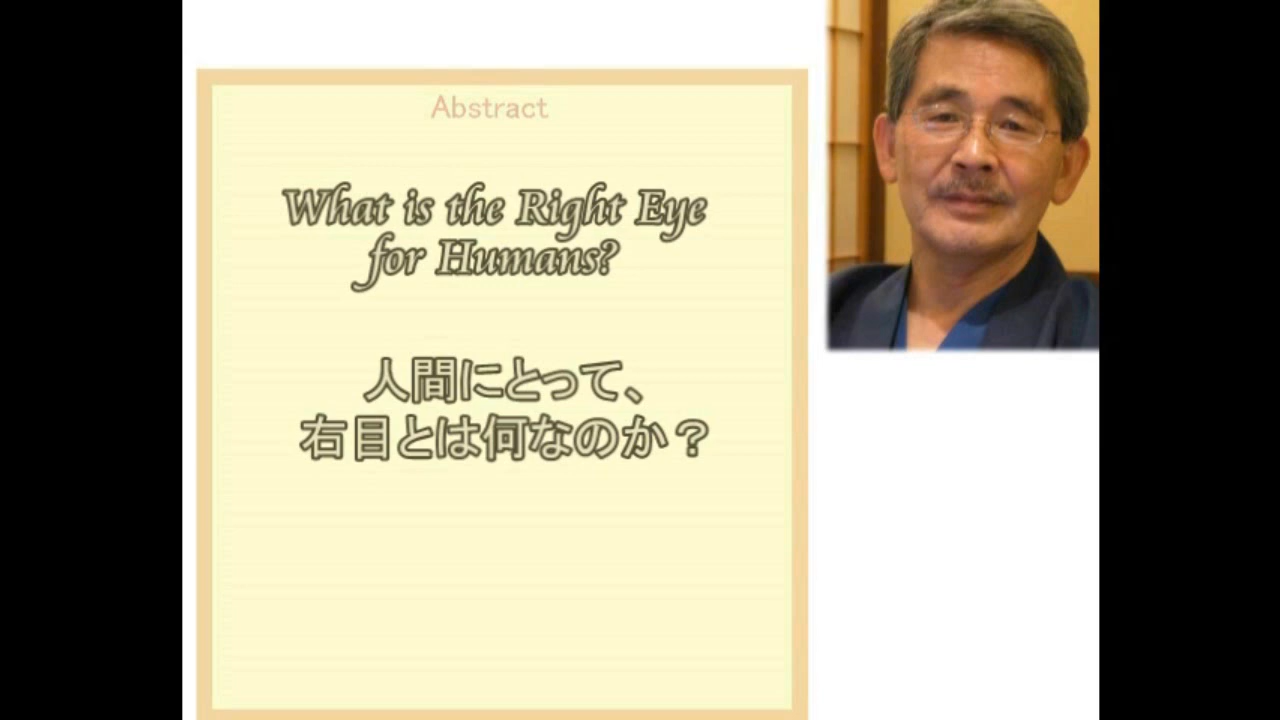 Abstract
What is the Right Eye
for Humans?
人間にとって、
右目とは何なのか？